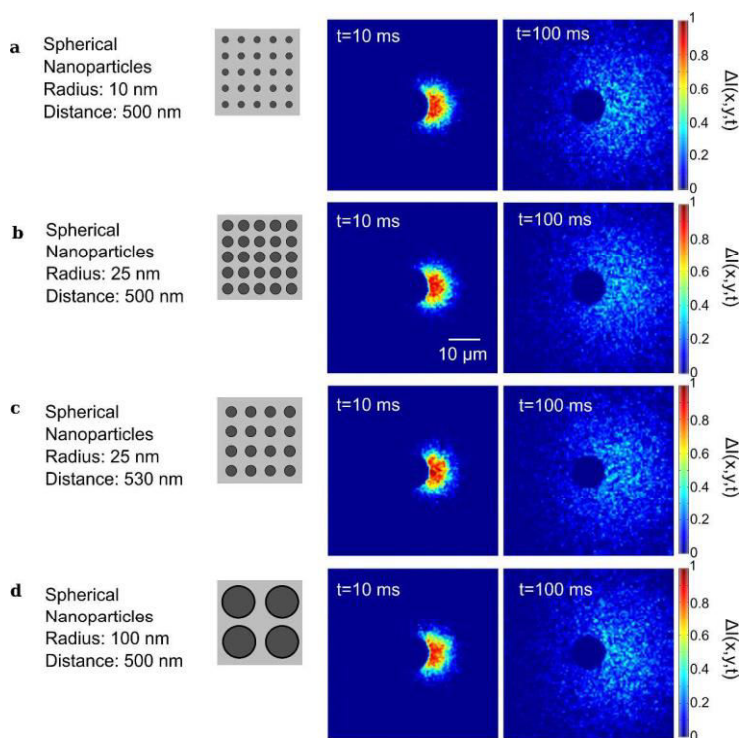 a
Spherical
Nanoparticles
Radius: 10 nm
Distance: 500 nm
t=10 ms
t=100 ms
1
0.8
0.6
0.4
0.2
0
ΔI(x,y,t)
b
Spherical
Nanoparticles
Radius: 25 nm
Distance: 500 nm
t=10 ms
10 µm
t=100 ms
1
0.8
0.6
0.4
0.2
0
ΔI(x,y,t)
c
Spherical
Nanoparticles
Radius: 25 nm
Distance: 530 nm
t=10 ms
t=100 ms
1
0.8
0.6
0.4
0.2
0
ΔI(x,y,t)
d
Spherical
Nanoparticles
Radius: 100 nm
Distance: 500 nm
t=10 ms
t=100 ms
1
0.8
0.6
0.4
0.2
0
ΔI(x,y,t)